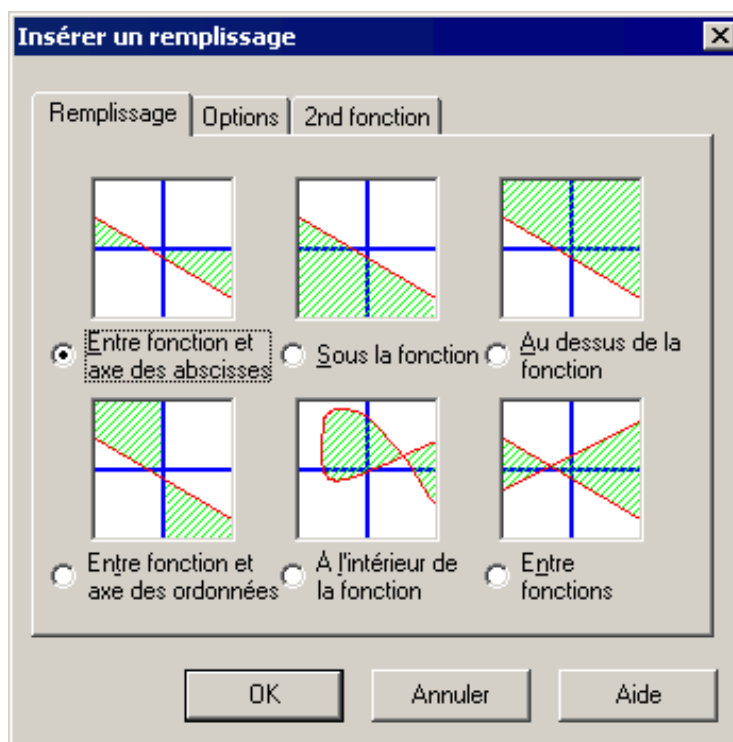 Insérer un remplissage
Remplissage
Options
2nd fonction
Entre fonction et
axe des abscisses
Sous la fonction
Au dessus de la
fonction
Entre fonction et
axe des ordonnées
A l'intérieur de
la fonction
Entre
fonctions
OK
Annuler
Aide